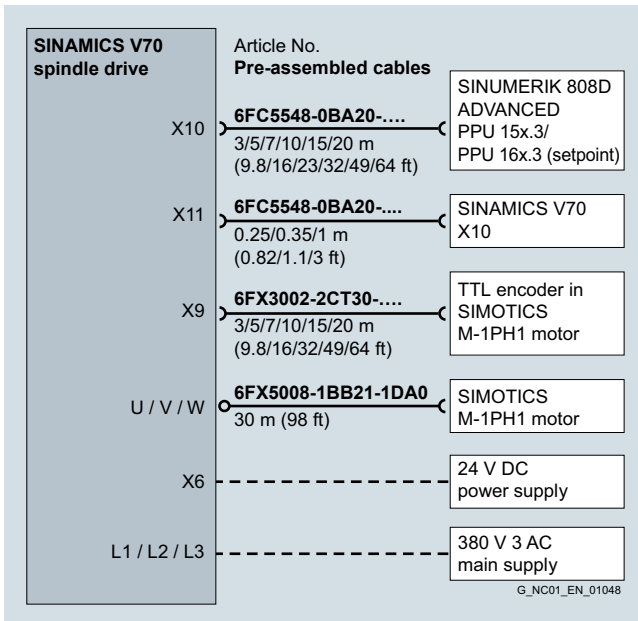 SINAMICS V70
spindle drive
Article No.
Pre-assembled cables
X10
6FC5548-0BA20-....
3/5/7/10/15/20 m
(9.8/16/23/32/49/64 ft)
SINUMERIK 808D
ADVANCED
PPU 15x.3/
PPU 16x.3 (setpoint)
X11
6FC5548-0BA20-....
0.25/0.35/1 m
(0.82/1.1/3 ft)
SINAMICS V70
X10
X9
6FX3002-2CT30-....
3/5/7/10/15/20 m
(9.8/16/32/49/64 ft)
TTL encoder in
SIMOTICS
M-1PH1 motor
U / V / W
6FX5008-1BB21-1DA0
30 m (98 ft)
SIMOTICS
M-1PH1 motor
X6
24 V DC
power supply
L1 / L2 / L3
380 V 3 AC
main supply
G_NC01_EN_01048